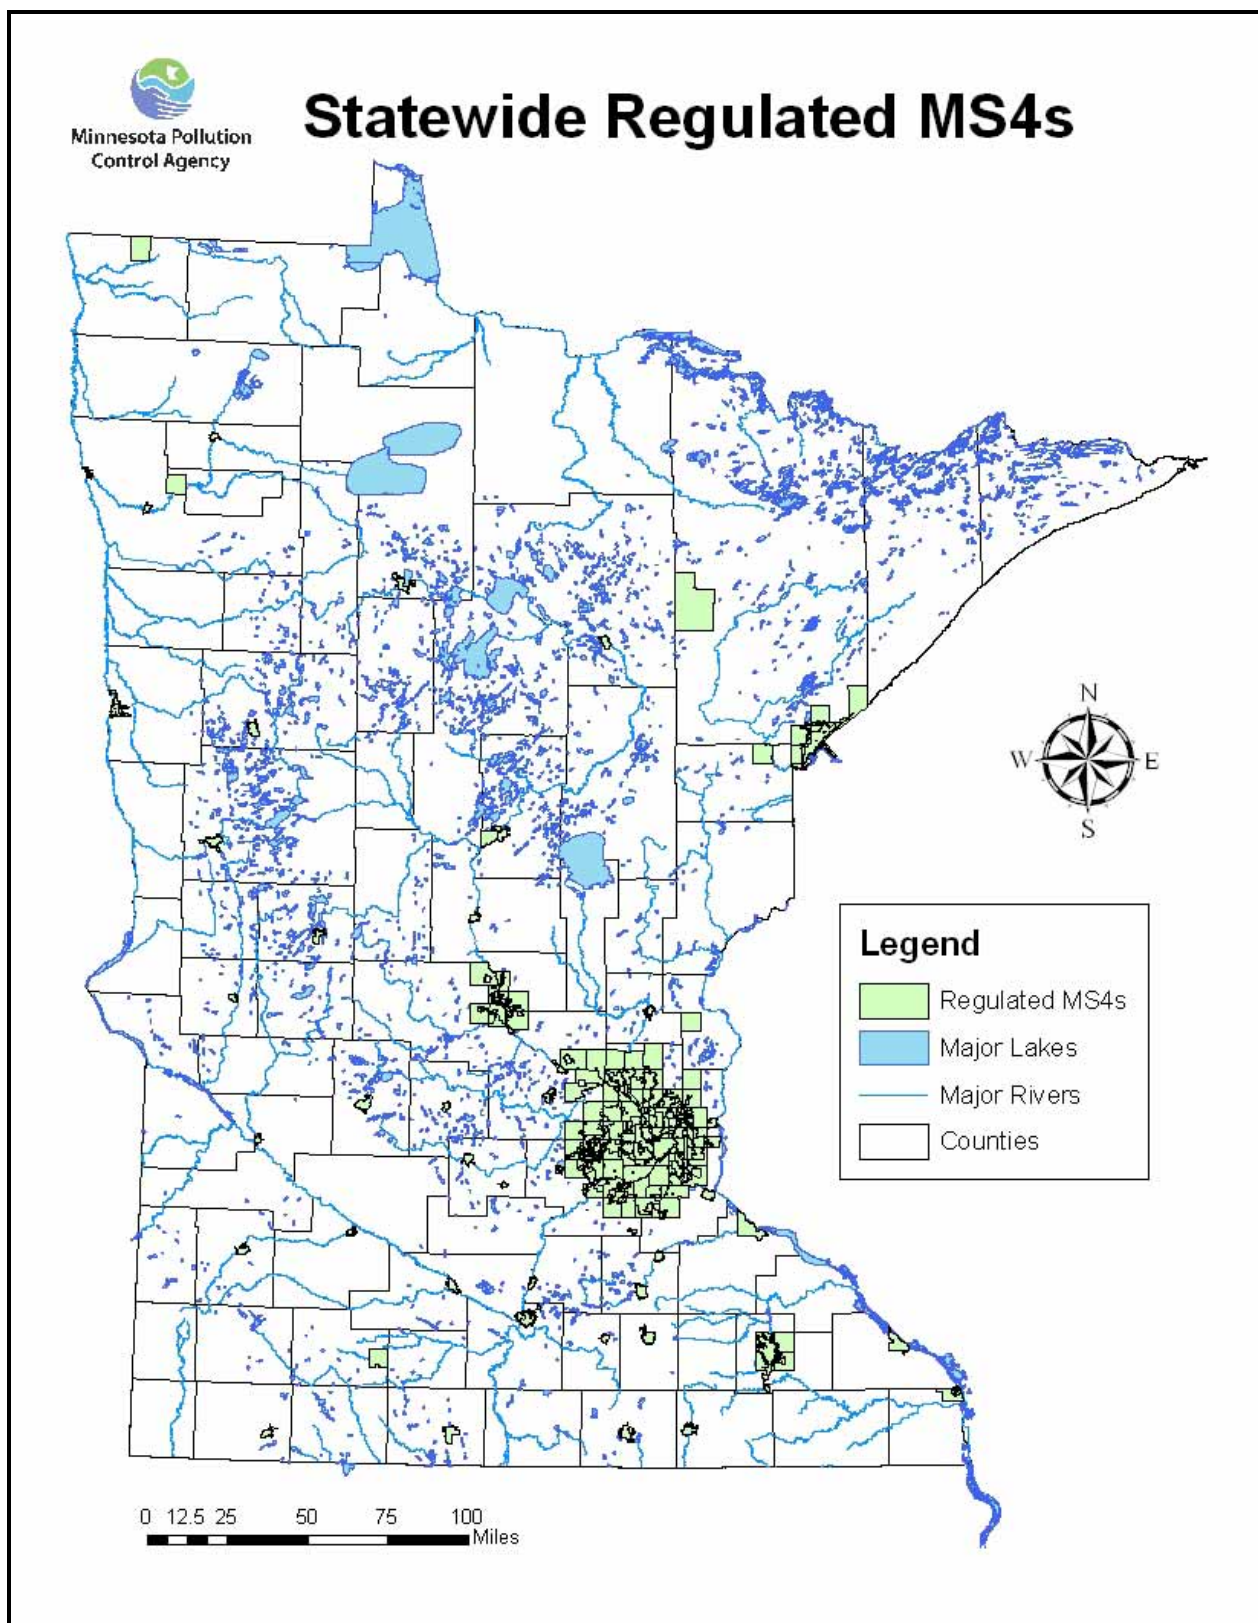 Minnesota Pollution
Control Agency
Statewide Regulated MS4s
N
W
E
S
Legend
Regulated MS4s
Major Lakes
Major Rivers
Counties
0 12.5 25 50 75 100
Miles